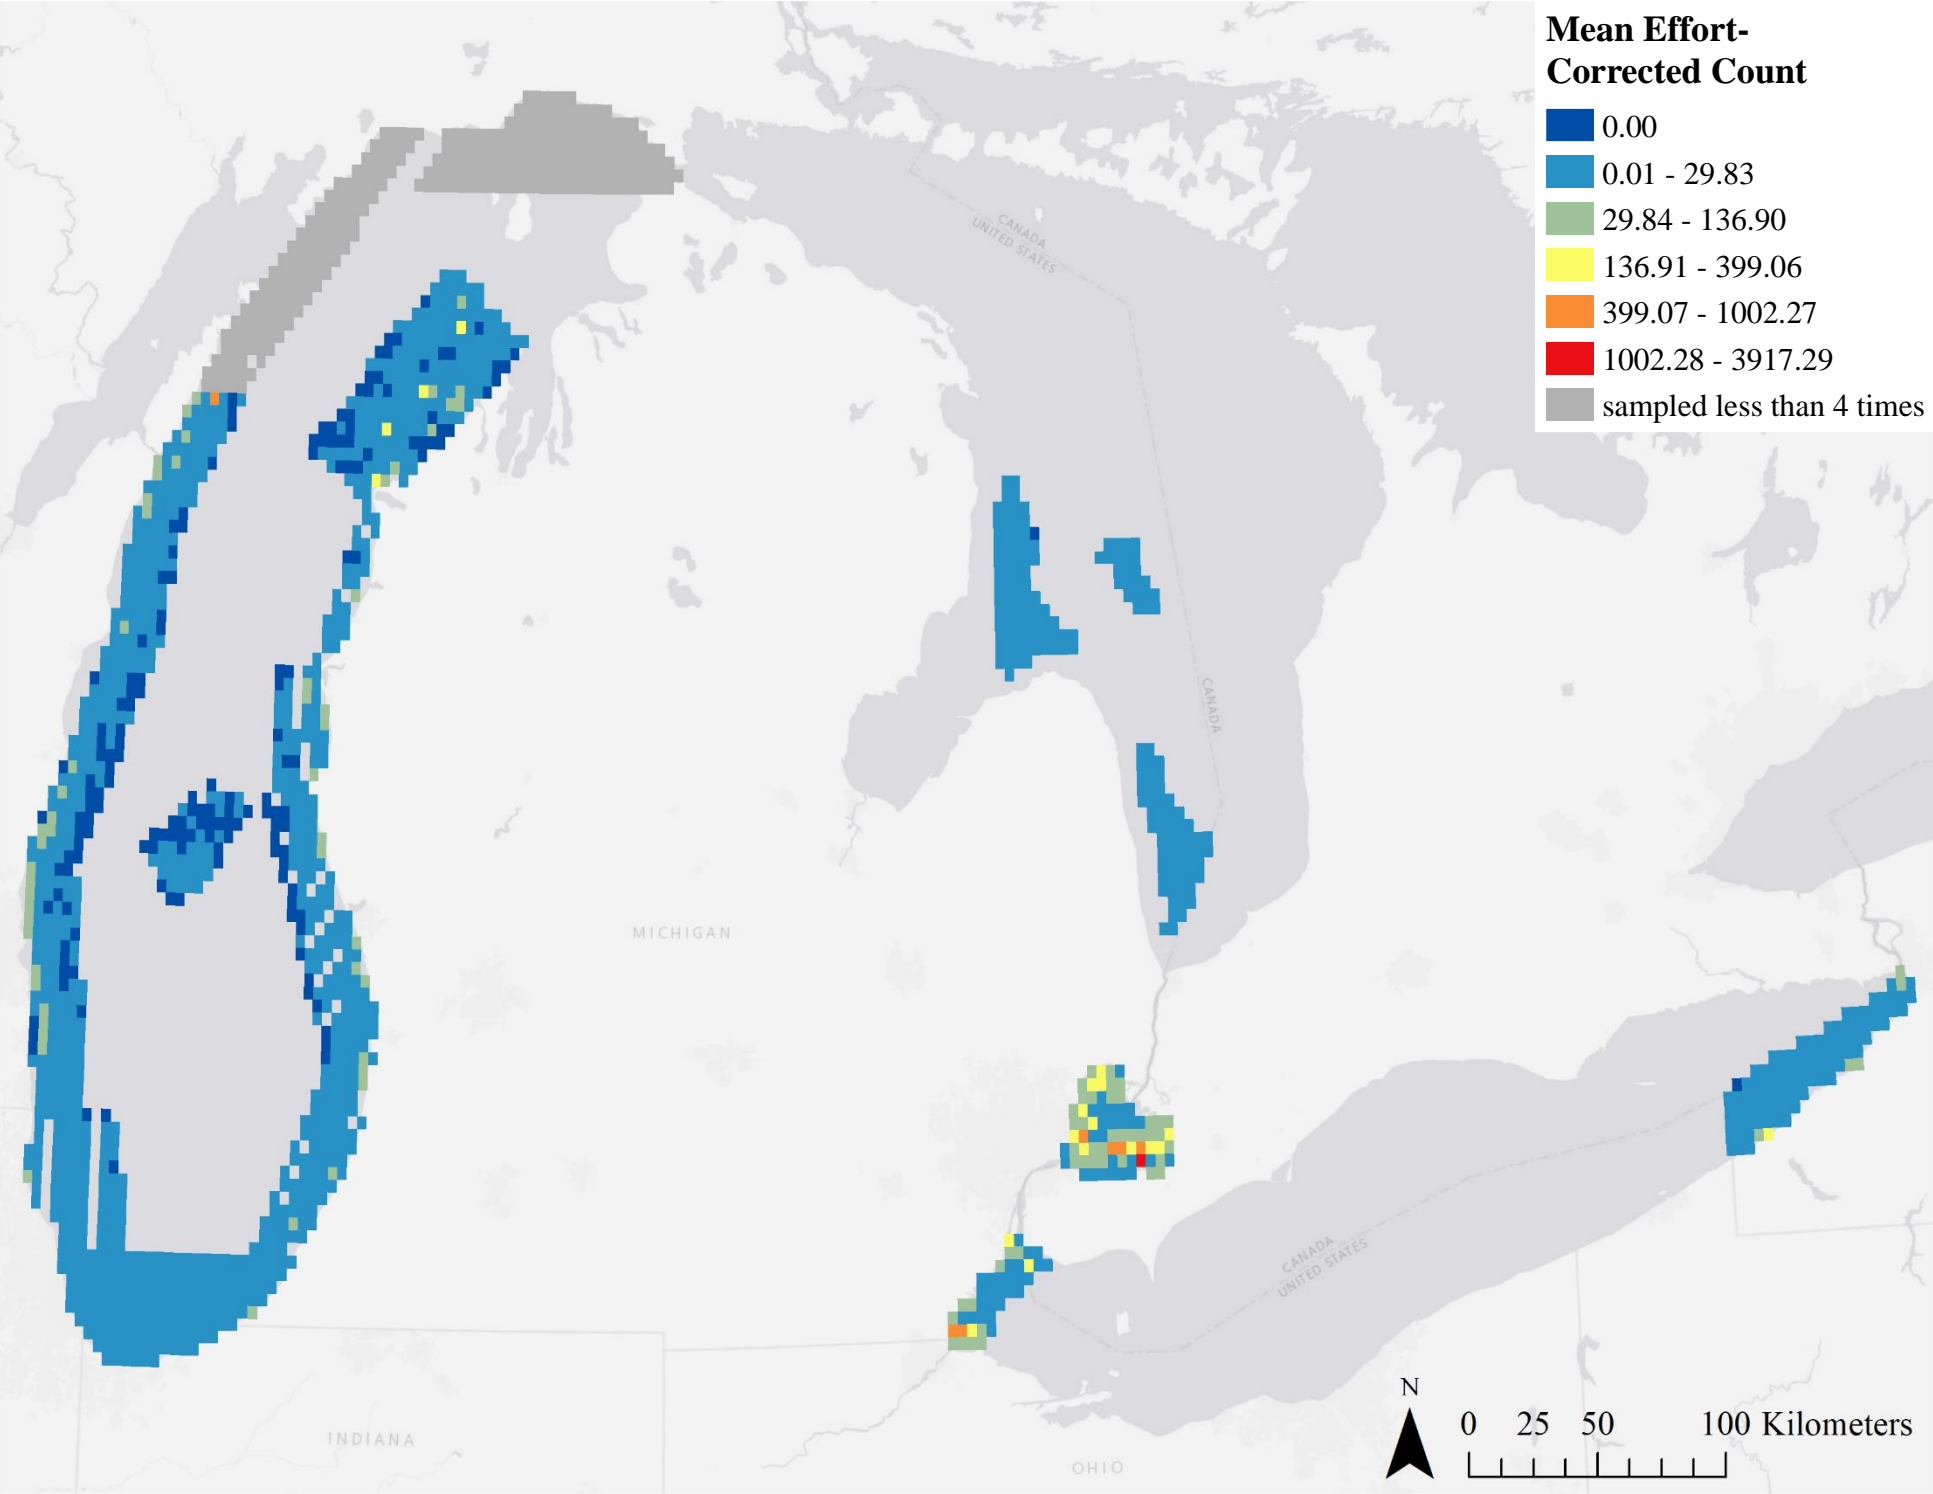 Mean Effort-
Corrected Count
0.00
0.01 - 29.83
29.84 - 136.90
136.91 - 399.06
399.07 - 1002.27
1002.28 - 3917.29
sampled less than 4 times
CANADA
UNITED STATES
CANADA
MICHIGAN
CANADA
UNITED STATES
INDIANA
OHIO
N
0 25 50 100 Kilometers